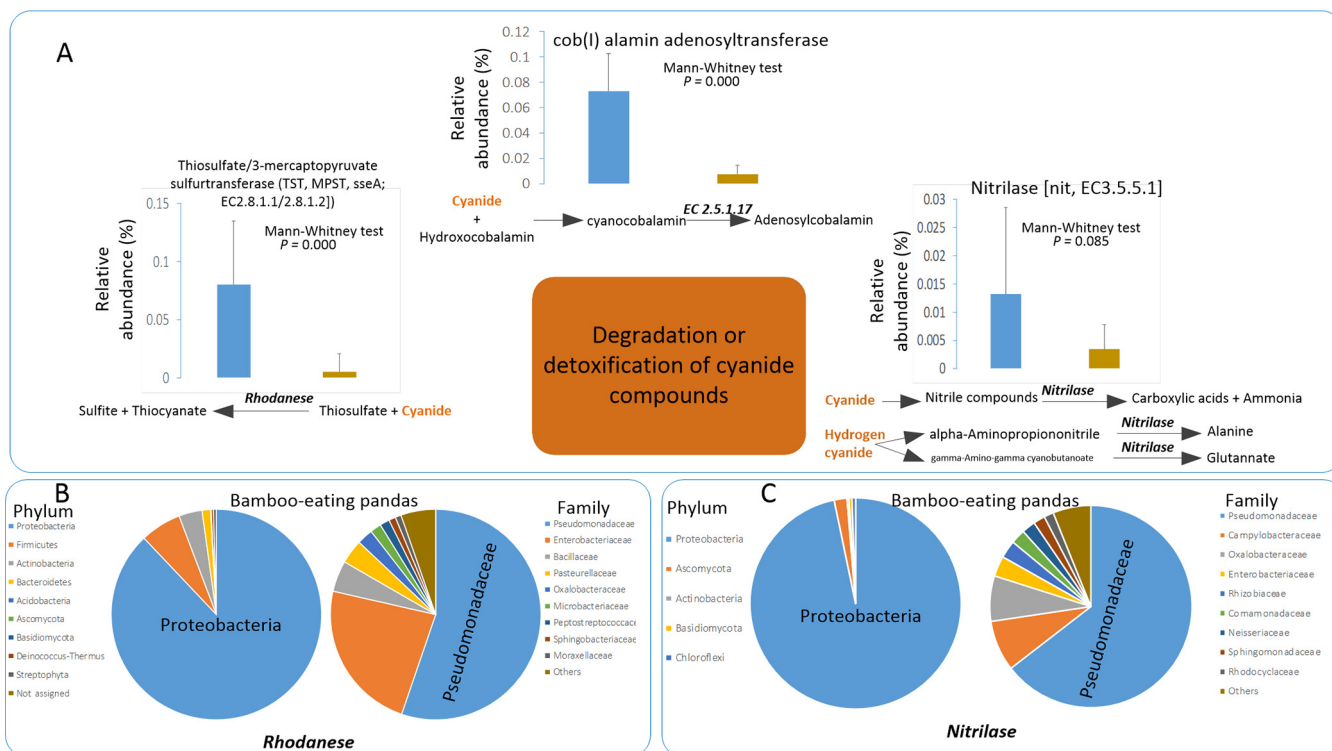 A
cob(I) alamin adenosyltransferase
Relative
abundance (%)
0.12
0.1
0.08
0.06
0.04
0.02
0
Mann-Whitney test
P = 0.000
Cyanide
+
Hydroxocobalamin
cyanocobalamin
EC 2.5.1.17
Adenosylcobalamin
Thiosulfate/3-mercaptopyruvate
sulfurtransferase (TST, MPST, sseA;
EC2.8.1.1/2.8.1.2])
Relative
abundance (%)
0.15
0.1
0.05
0
Mann-Whitney test
P = 0.000
Rhodanese
Sulfite + Thiocyanate
Thiosulfate + Cyanide
Degradation or
detoxification of cyanide
compounds
Nitrilase [nit, EC3.5.5.1]
Relative
abundance (%)
0.03
0.025
0.02
0.015
0.01
0.005
0
Mann-Whitney test
P = 0.085
Cyanide
Nitrile compounds
Nitrilase
Carboxylic acids + Ammonia
Hydrogen
cyanide
alpha-Aminopropiononitrile
Nitrilase
Alanine
gamma-Amino-gamma cyanobutanoate
Nitrilase
Glutannate
B
Bamboo-eating pandas
Phylum
Proteobacteria
Firmicutes
Actinobacteria
Bacteroidetes
Acidobacteria
Ascomycota
Basidiomycota
Deinococcus-Thermus
Streptophyta
Not assigned
Proteobacteria
Pseudomonadaceae
Family
Pseudomonadaceae
Enterobacteriaceae
Bacillaceae
Pasteurellaceae
Oxalobacteraceae
Microbacteriaceae
Peptostreptococcace
Sphingobacteriaceae
Moraxellaceae
Others
Rhodanese
C
Bamboo-eating pandas
Phylum
Proteobacteria
Ascomycota
Actinobacteria
Basidiomycota
Chloroflexi
Proteobacteria
Pseudomonadaceae
Family
Pseudomonadaceae
Campylobacteraceae
Oxalobacteraceae
Enterobacteriaceae
Rhizobiaceae
Comamonadaceae
Neisseriaceae
Sphingomonadaceae
Rhodocyclaceae
Others
Nitrilase